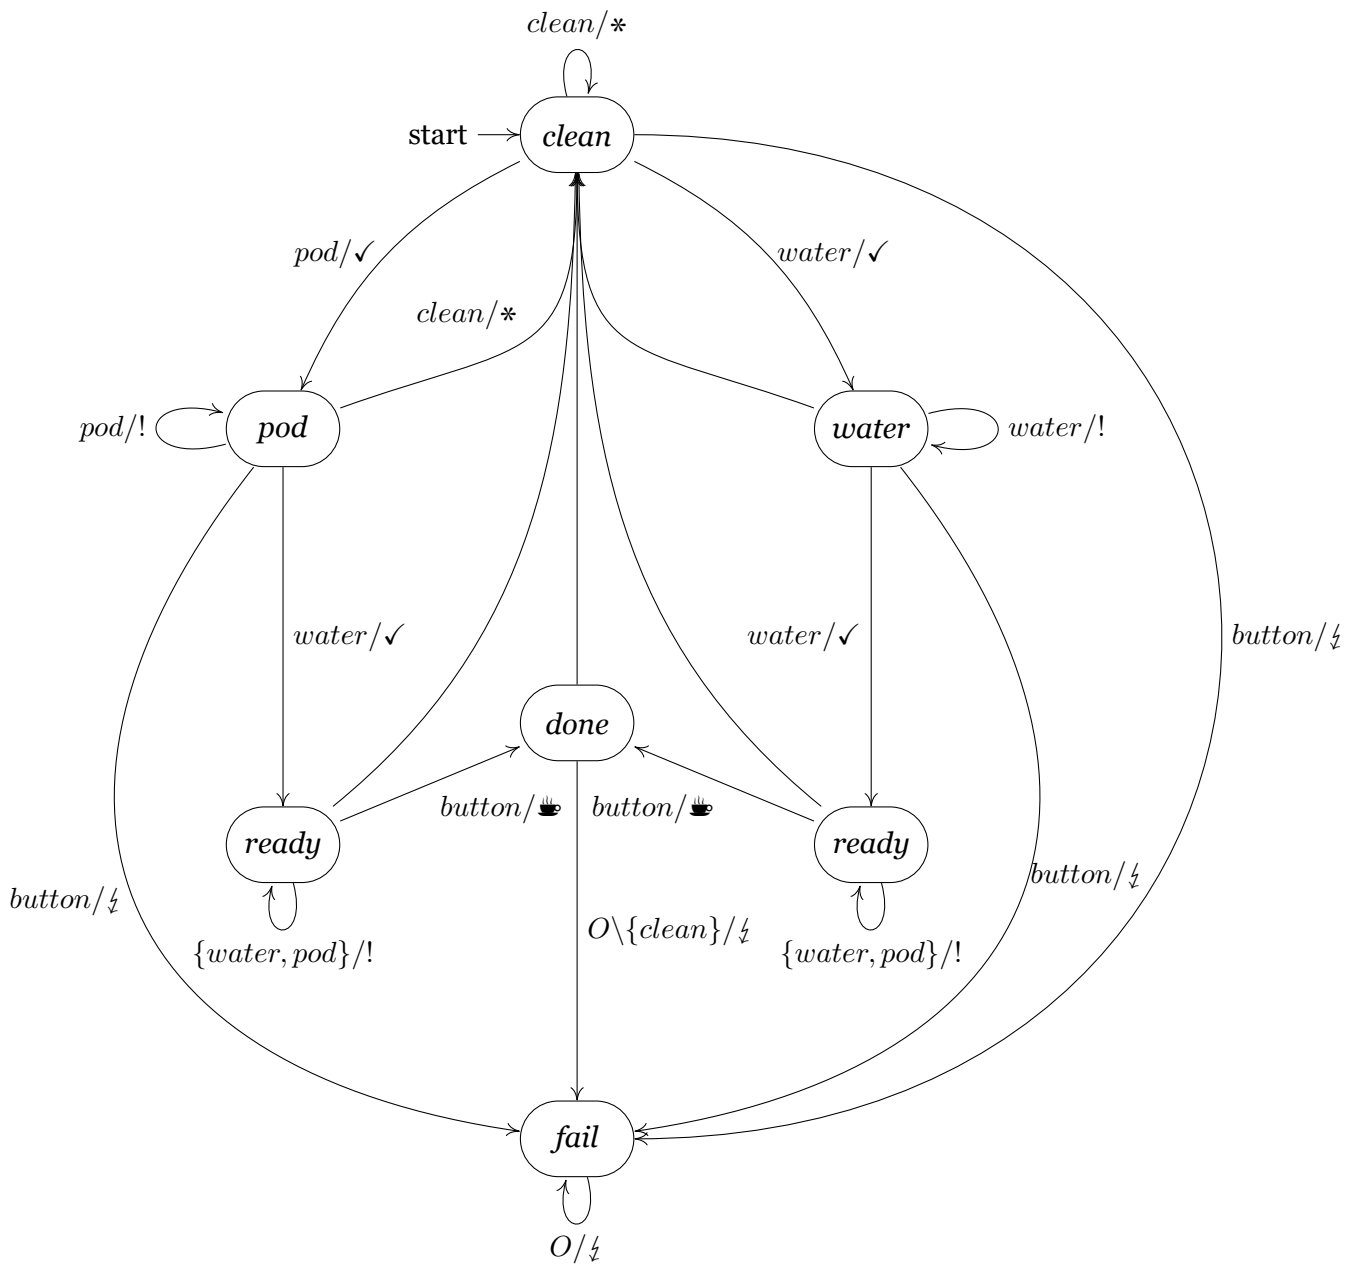 clean/✻
start
clean
pod/✓
water/✓
clean/✻
pod/!
pod
water
water/!
water/✓
water/✓
button/↯
done
button/☕
button/☕
ready
ready
button/↯
button/↯
O\{clean}/↯
{water, pod}/!
{water, pod}/!
fail
O/↯